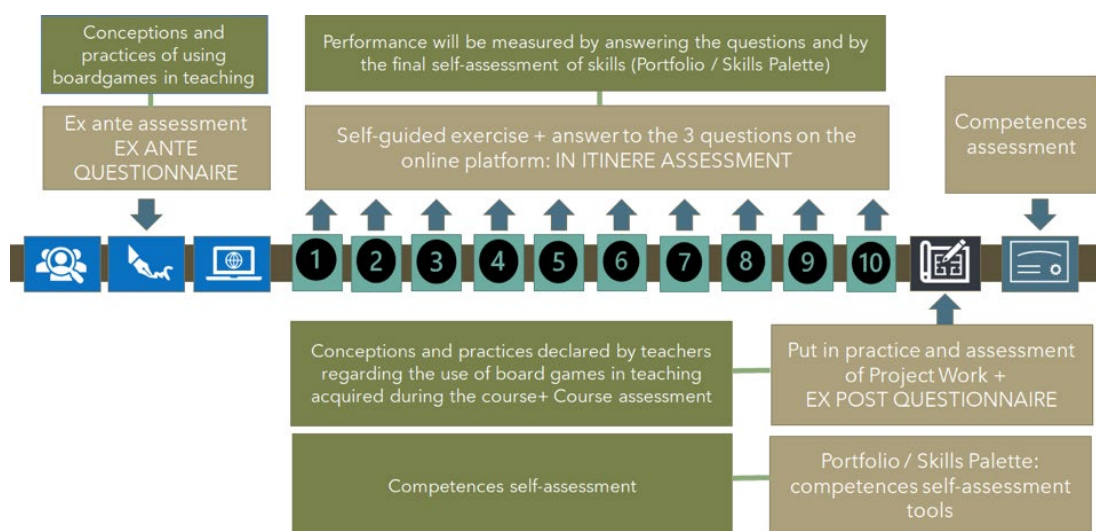 Conceptions and
practices of using
boardgames in teaching
Performance will be measured by answering the questions and by
the final self-assessment of skills (Portfolio / Skills Palette)
Ex ante assessment
EX ANTE
QUESTIONNAIRE
Self-guided exercise + answer to the 3 questions on the
online platform: IN ITINERE ASSESSMENT
Competences
assessment
1
2
3
4
5
6
7
8
9
10
Conceptions and practices declared by teachers
regarding the use of board games in teaching
acquired during the course+ Course assessment
Put in practice and assessment
of Project Work +
EX POST QUESTIONNAIRE
Competences self-assessment
Portfolio / Skills Palette:
competences self-assessment
tools